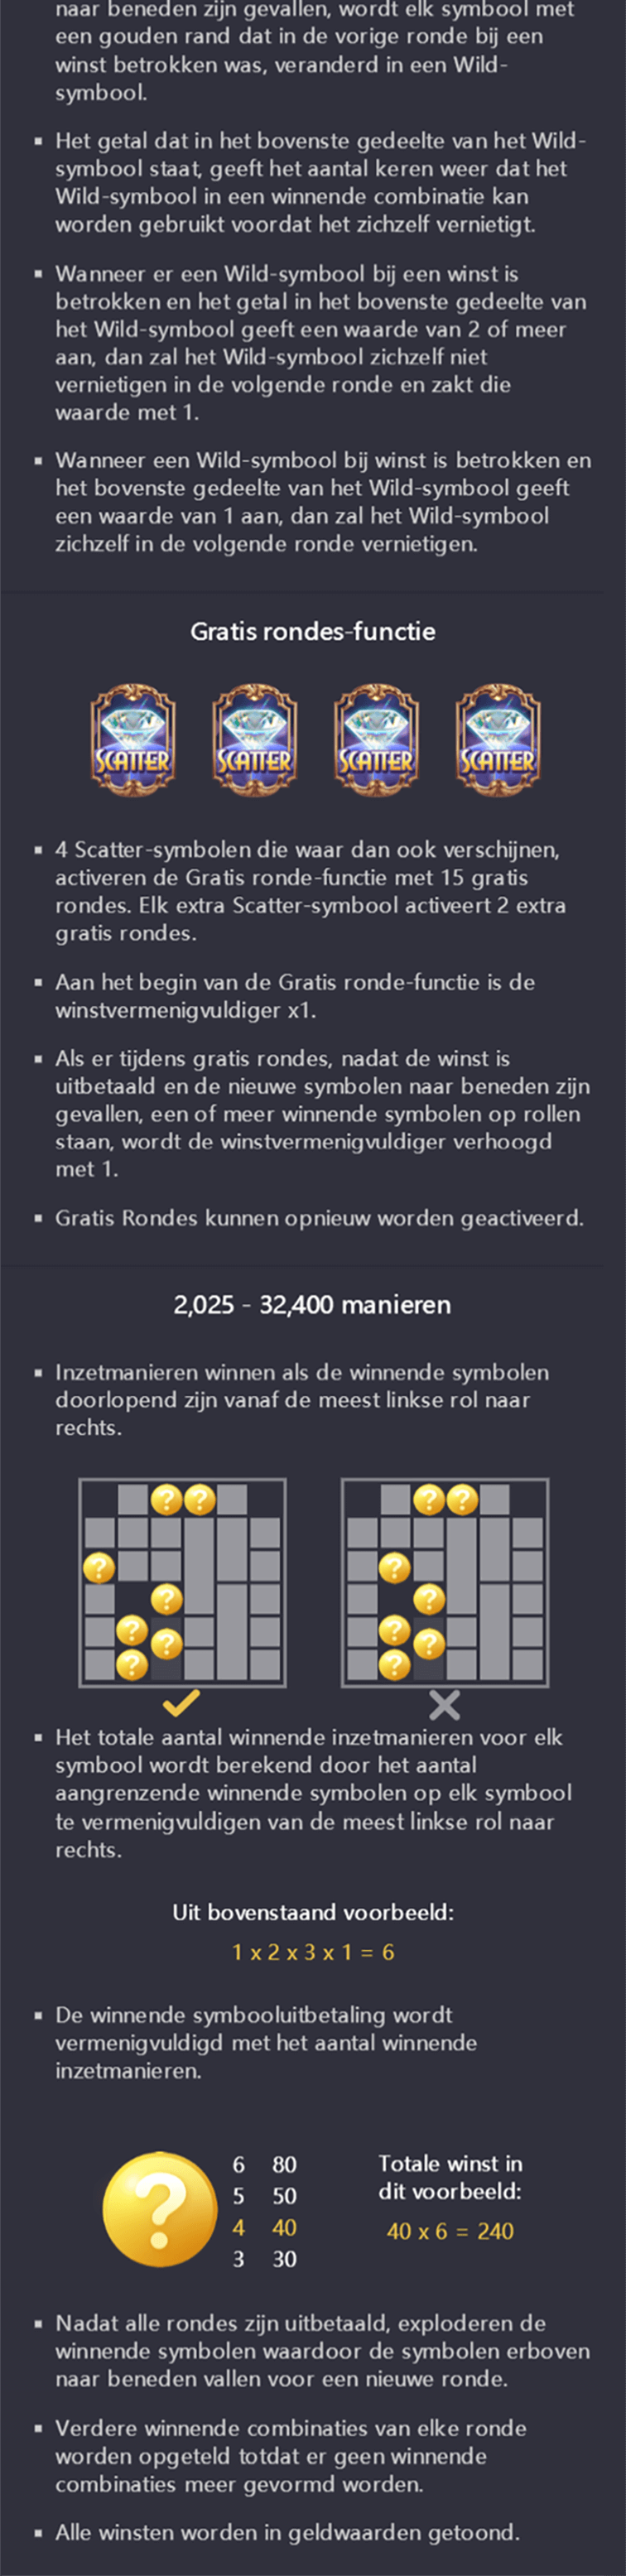 naar beneden zijn gevallen, wordt elk symbool met
een gouden rand dat in de vorige ronde bij een
winst betrokken was, veranderd in een Wild-
symbool.
▪ Het getal dat in het bovenste gedeelte van het Wild-
symbool staat, geeft het aantal keren weer dat het
Wild-symbool in een winnende combinatie kan
worden gebruikt voordat het zichzelf vernietigt.
▪ Wanneer er een Wild-symbool bij een winst is
betrokken en het getal in het bovenste gedeelte van
het Wild-symbool geeft een waarde van 2 of meer
aan, dan zal het Wild-symbool zichzelf niet
vernietigen in de volgende ronde en zakt die
waarde met 1.
▪ Wanneer een Wild-symbool bij winst is betrokken en
het bovenste gedeelte van het Wild-symbool geeft
een waarde van 1 aan, dan zal het Wild-symbool
zichzelf in de volgende ronde vernietigen.
Gratis rondes-functie
SCATTER SCATTER SCATTER SCATTER
▪ 4 Scatter-symbolen die waar dan ook verschijnen,
activeren de Gratis ronde-functie met 15 gratis
rondes. Elk extra Scatter-symbool activeert 2 extra
gratis rondes.
▪ Aan het begin van de Gratis ronde-functie is de
winstvermenigvuldiger x1.
▪ Als er tijdens gratis rondes, nadat de winst is
uitbetaald en de nieuwe symbolen naar beneden zijn
gevallen, een of meer winnende symbolen op rollen
staan, wordt de winstvermenigvuldiger verhoogd
met 1.
▪ Gratis Rondes kunnen opnieuw worden geactiveerd.
2,025 - 32,400 manieren
▪ Inzetmanieren winnen als de winnende symbolen
doorlopend zijn vanaf de meest linkse rol naar
rechts.
? ? ? ?
? ?
? ?
? ? ? ?
? ?
▪ Het totale aantal winnende inzetmanieren voor elk
symbool wordt berekend door het aantal
aangrenzende winnende symbolen op elk symbool
te vermenigvuldigen van de meest linkse rol naar
rechts.
Uit bovenstaand voorbeeld:
1 x 2 x 3 x 1 = 6
▪ De winnende symbooluitbetaling wordt
vermenigvuldigd met het aantal winnende
inzetmanieren.
?
6 80
5 50
4 40
3 30
Totale winst in
dit voorbeeld:
40 x 6 = 240
▪ Nadat alle rondes zijn uitbetaald, exploderen de
winnende symbolen waardoor de symbolen erboven
naar beneden vallen voor een nieuwe ronde.
▪ Verdere winnende combinaties van elke ronde
worden opgeteld totdat er geen winnende
combinaties meer gevormd worden.
▪ Alle winsten worden in geldwaarden getoond.